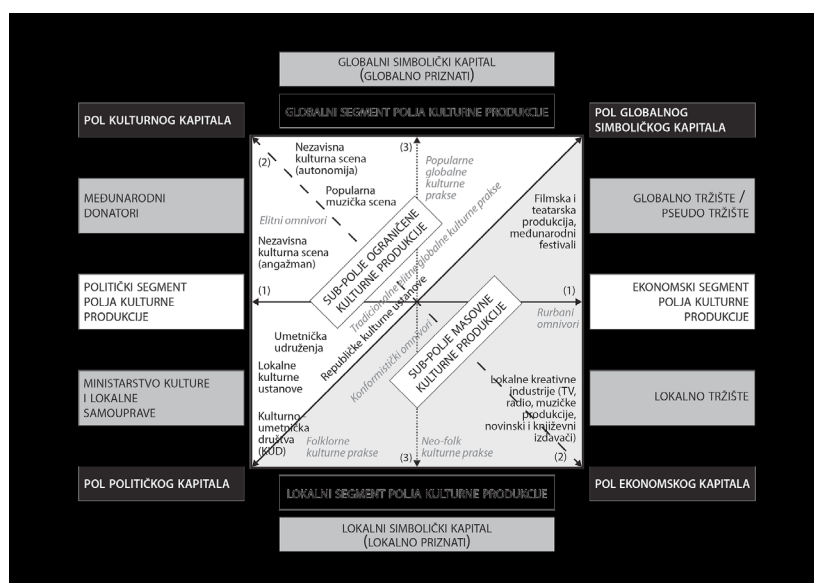 GLOBALNI SIMBOLIČKI KAPITAL
(GLOBALNO PRIZNATI)
GLOBALNI SEGMENT POLJA KULTURNE PRODUKCIJE
POL KULTURNOG KAPITALA
POL GLOBALNOG
SIMBOLIČKOG KAPITALA
(2)
Nezavisna
kulturna scena
(autonomija)
(3)
Popularne
globalne
kulturne
prakse
Popularna
muzička scena
MEĐUNARODNI
DONATORI
Elitni omnivori
Filmska i
teatarska
produkcija,
međunarodni
festivali
GLOBALNO TRŽIŠTE /
PSEUDO TRŽIŠTE
Nezavisna
kulturna scena
(angažman)
SUB-POLJE OGRANIČENE
KULTURNE PRODUKCIJE
Tradicionalne elitne globalne kulturne prakse
Republičke kulturne ustanove
POLITIČKI SEGMENT
POLJA KULTURNE
PRODUKCIJE
(1)
(1)
EKONOMSKI SEGMENT
POLJA KULTURNE
PRODUKCIJE
Rurbani
omnivori
SUB-POLJE MASOVNE
KULTURNE PRODUKCIJE
Konformistički omnivori
Umetnička
udruženja
Lokalne
kulturne
ustanove
MINISTARSTVO KULTURE
I LOKALNE
SAMOUPRAVE
Lokalne kreativne
industrije (TV,
radio, muzičke
produkcije,
novinski i književni
izdavači)
LOKALNO TRŽIŠTE
Kulturno-
umetnička
društva
(KUD)
Folklorne
kulturne prakse
(3)
Neo-folk
kulturne prakse
(2)
POL POLITIČKOG KAPITALA
POL EKONOMSKOG KAPITALA
LOKALNI SEGMENT POLJA KULTURNE PRODUKCIJE
LOKALNI SIMBOLIČKI KAPITAL
(LOKALNO PRIZNATI)